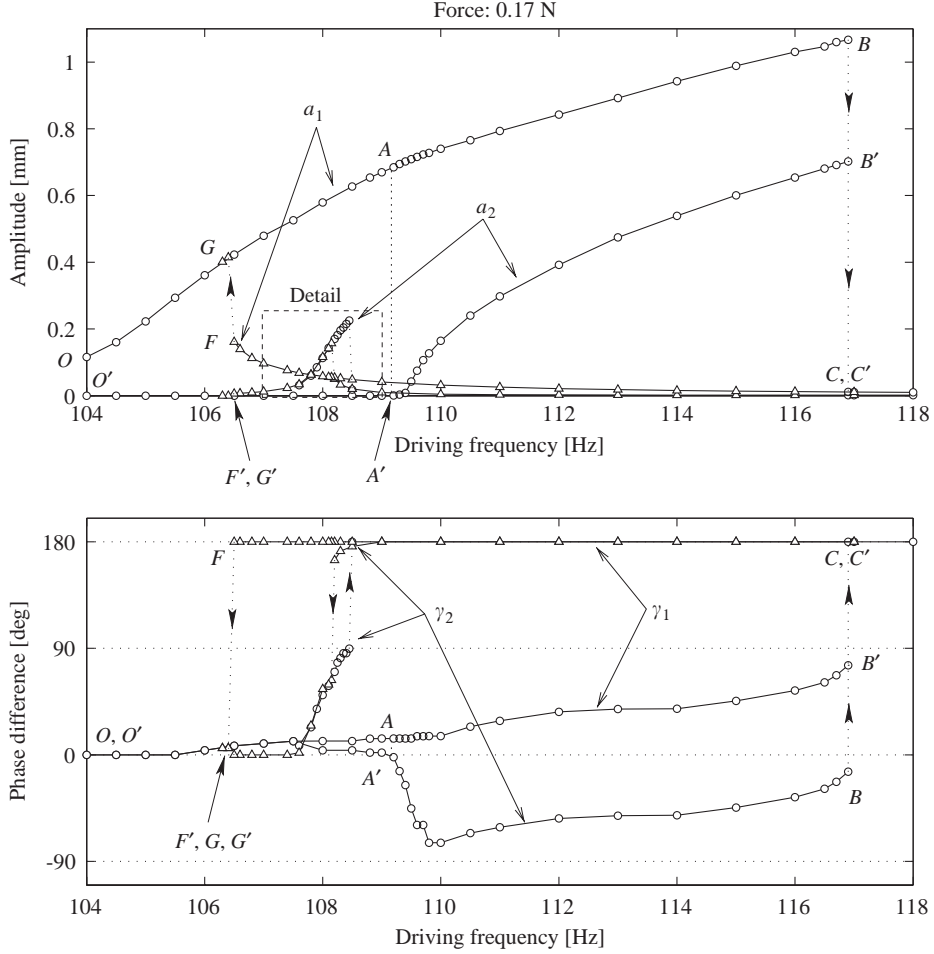 Force: 0.17 N
Amplitude [mm]
1
0.8
0.6
0.4
0.2
0
a1
A
B
B′
a2
G
Detail
F
O
O′
C, C′
104 106 108 110 112 114 116 118
Driving frequency [Hz]
F′, G′
A′
Phase difference [deg]
180
90
0
-90
F
C, C′
γ2
γ1
B′
O, O′
A
A′
B
F′, G, G′
104 106 108 110 112 114 116 118
Driving frequency [Hz]